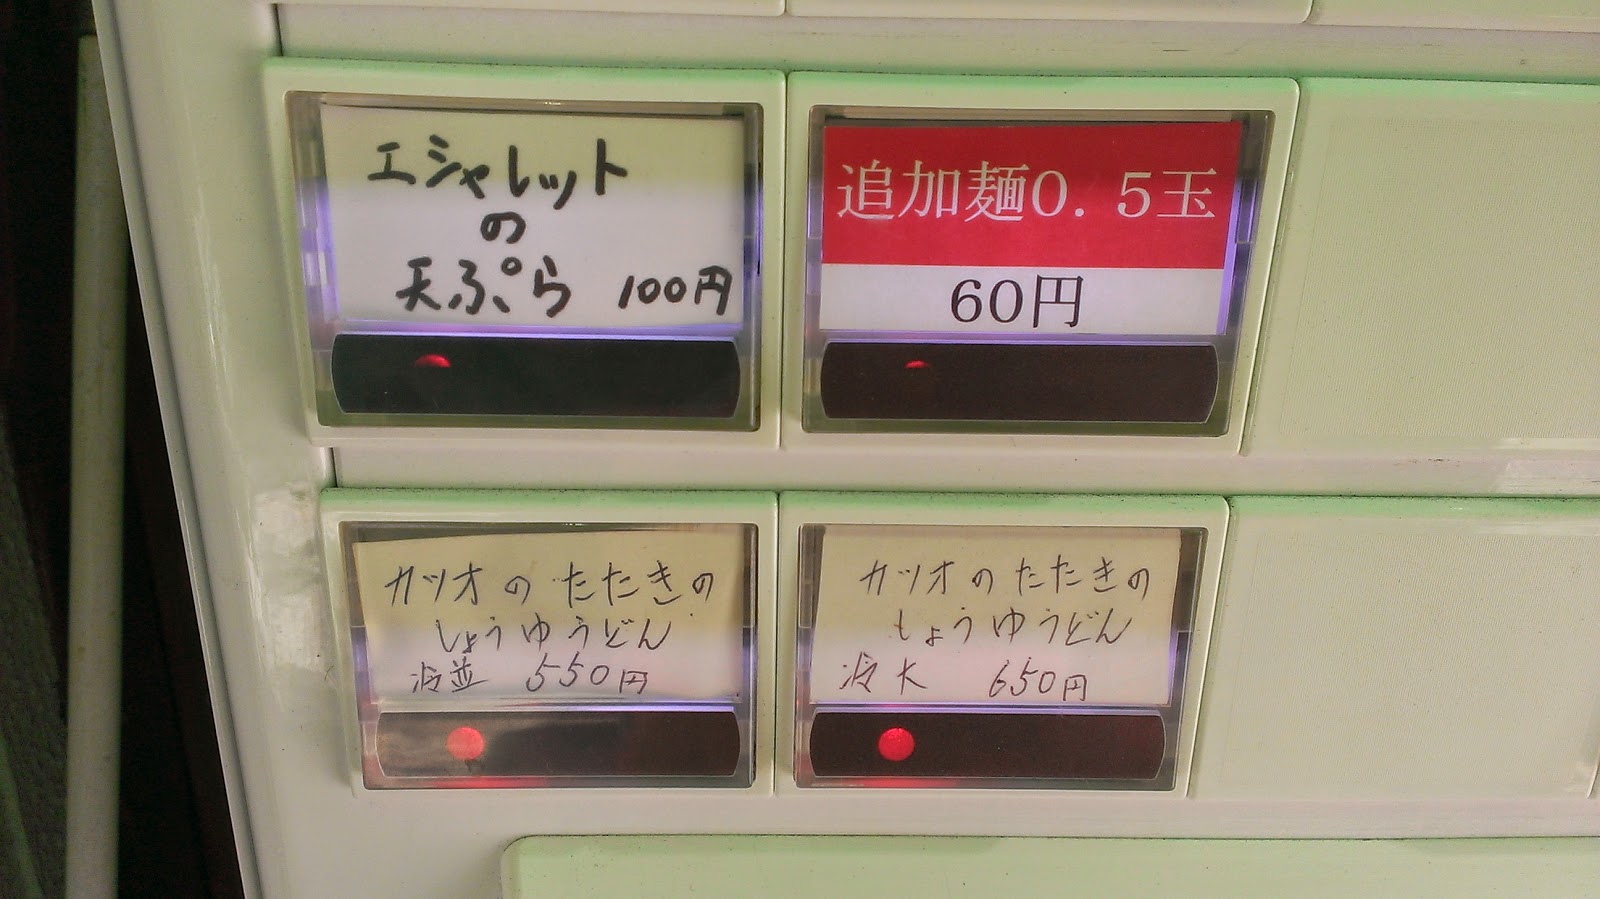 エシャレット
の
天ぷら 100円
追加麺0.5玉
60円
カツオのたたきの
しょうゆうどん
冷並 550円
カツオのたたきの
しょうゆうどん
冷大 650円